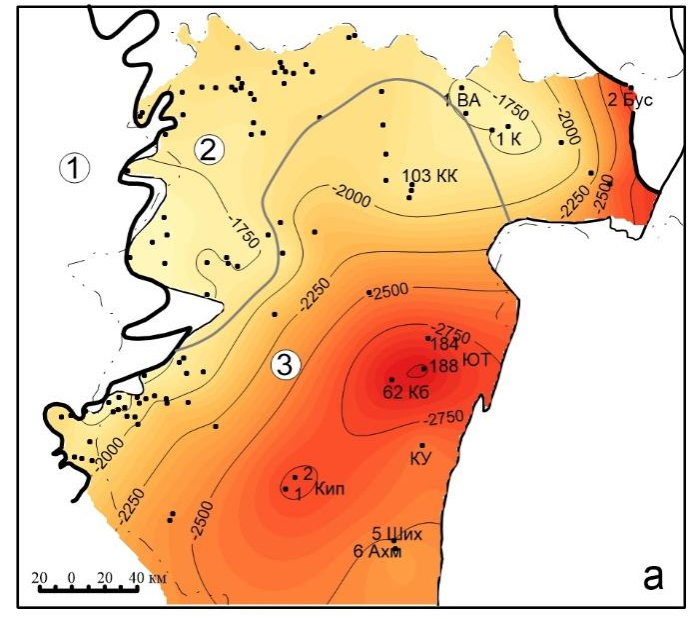 1 ВА
-1750
2 Бус
-2000
1 К
2
1
103 КК
-2000
-2250
-2500
-1750
-2250
-2500
-2750
184
3
188 ЮТ
62 Кб
-2750
-2000
КУ
2
1 Кип
-2250
-2500
5 Ших
6 Ахм
20 0 20 40 км
а